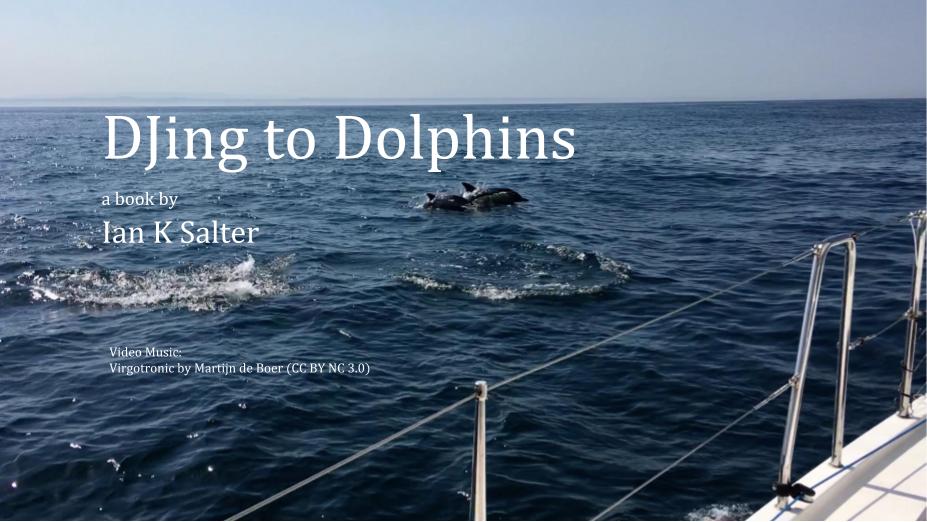 DJing to Dolphins
a book by
Ian K Salter
Video Music:
Virgotronic by Martijn de Boer (CC BY NC 3.0)